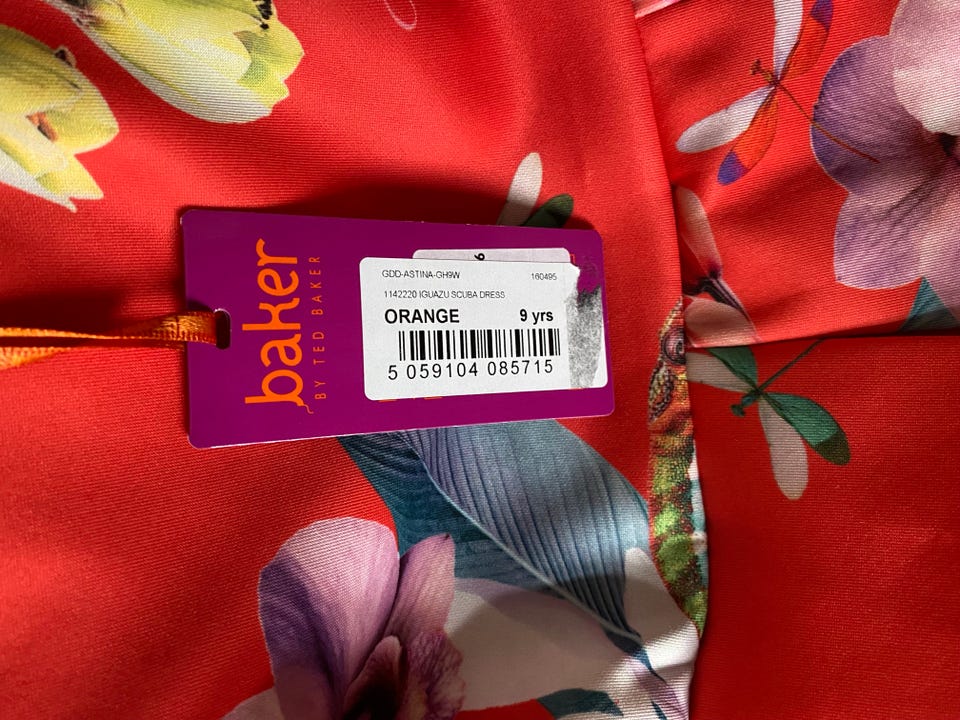 baker
BY TED BAKER
GDD-ASTINA-GH9W 160495
1142220 IGUAZU SCUBA DRESS
ORANGE 9 yrs
5 059104 085715